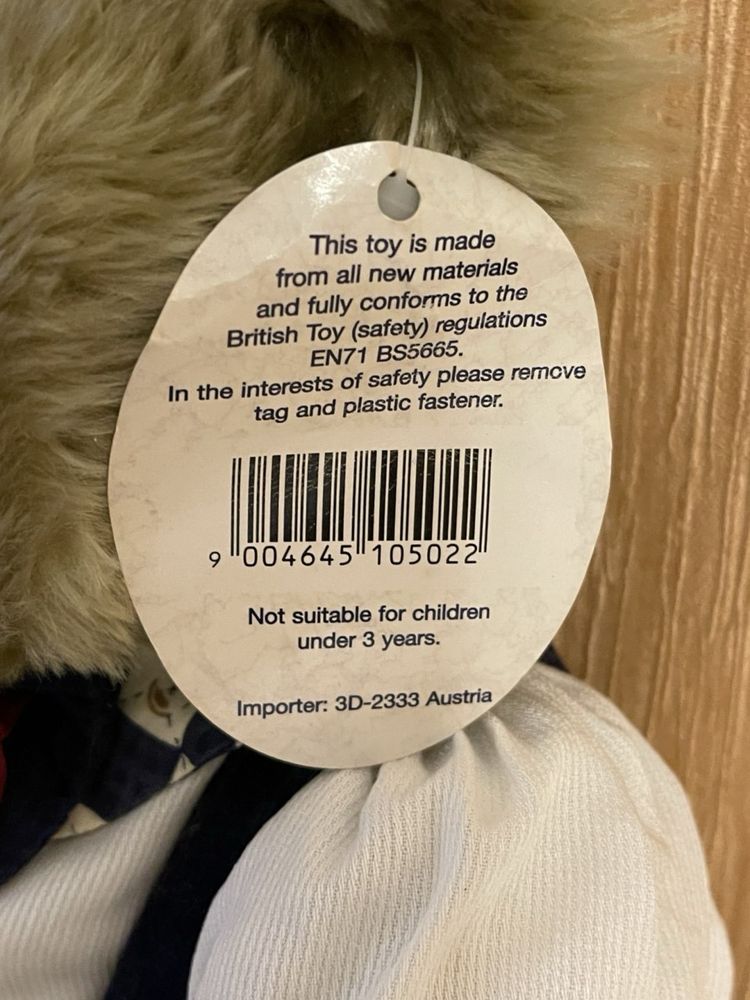 This toy is made
from all new materials
and fully conforms to the
British Toy (safety) regulations
EN71 BS5665.
In the interests of safety please remove
tag and plastic fastener.
9 004645 105022
Not suitable for children
under 3 years.
Importer: 3D-2333 Austria